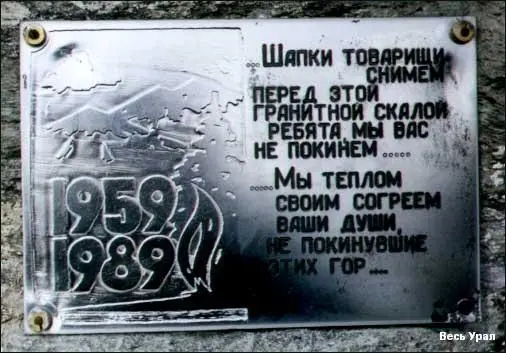 ...Шапки товарищи
снимем
перед этой
гранитной скалой
ребята мы вас
не покинем.....
.....Мы теплом
своим согреем
ваши души,
не покинувшие
этих гор...
1959
1989
Весь Урал